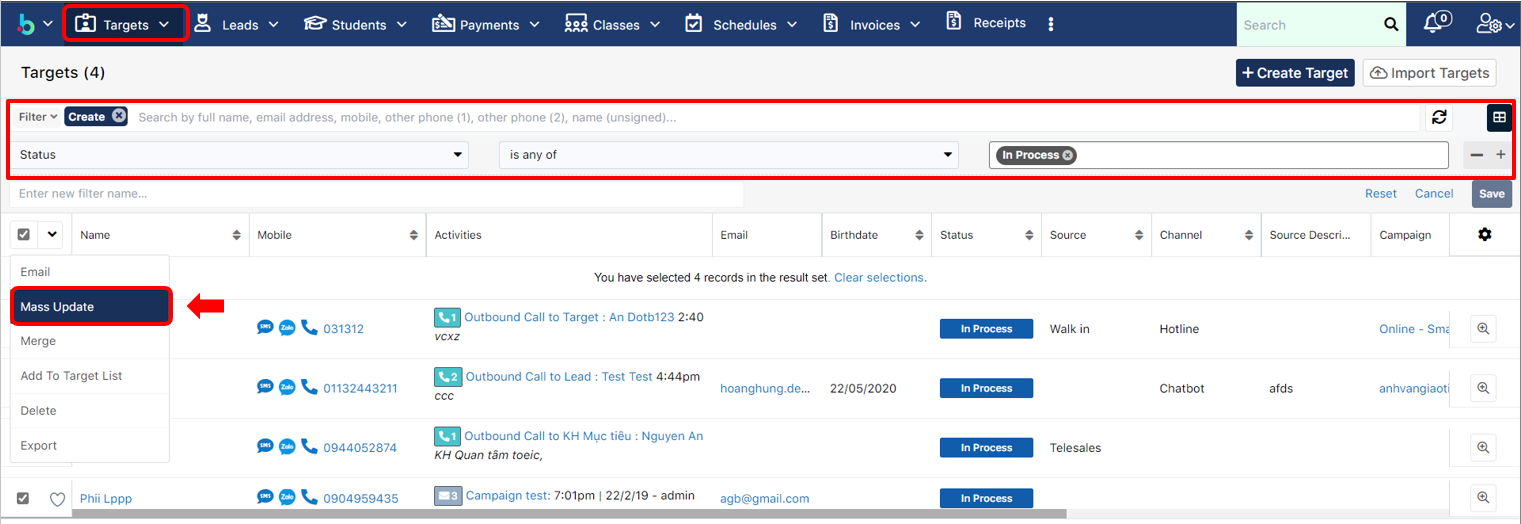 Targets Leads Students Payments Classes Schedules Invoices Receipts Search 0
Targets (4) + Create Target Import Targets
Filter Create Search by full name, email address, mobile, other phone (1), other phone (2), name (unsigned)...
Status is any of In Process
Enter new filter name... Reset Cancel Save
Name Mobile Activities Email Birthdate Status Source Channel Source Descri... Campaign
You have selected 4 records in the result set. Clear selections.
Email
Mass Update
Merge
Add To Target List
Delete
Export
SMS Zalo 031312 1 Outbound Call to Target : An Dotb123 2:40 In Process Walk in Hotline Online - Sma
vcxz
SMS Zalo 01132443211 2 Outbound Call to Lead : Test Test 4:44pm hoanghung.de... 22/05/2020 In Process Chatbot afds anhvangiaoti
ccc
SMS Zalo 0944052874 1 Outbound Call to KH Mục tiêu : Nguyen An In Process Telesales
KH Quan tâm toeic,
Phii Lppp SMS Zalo 0904959435 3 Campaign test: 7:01pm | 22/2/19 - admin agb@gmail.com In Process